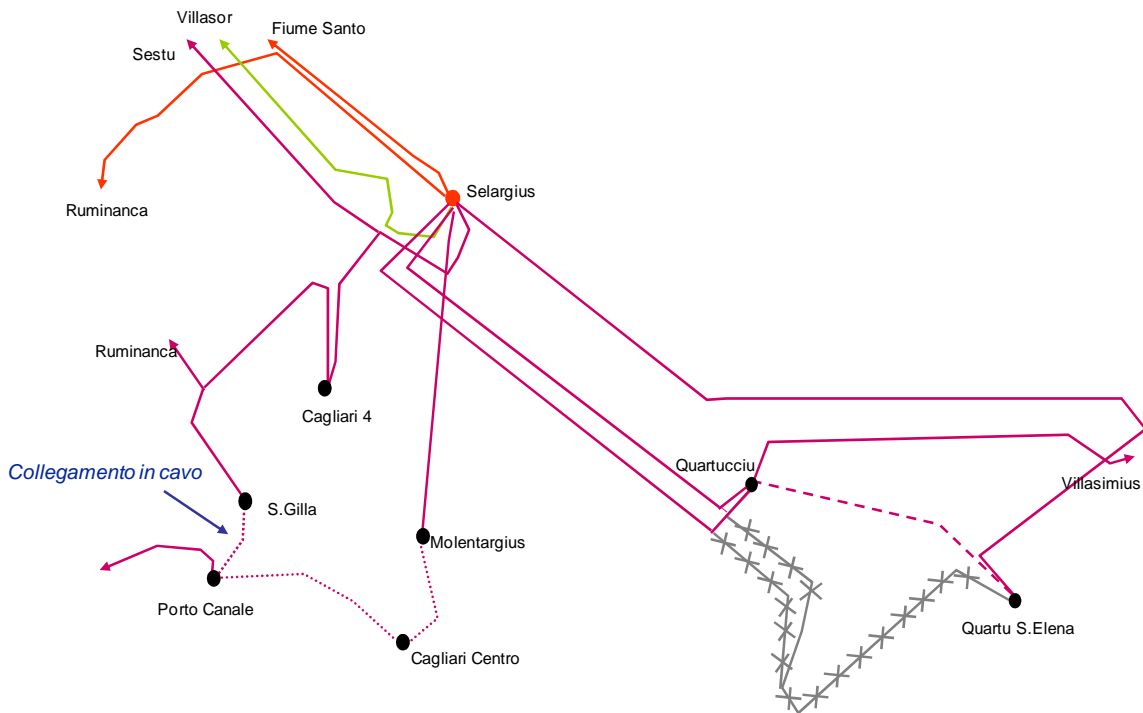 Villasor
Fiume Santo
Sestu
Selargius
Ruminanca
Ruminanca
Cagliari 4
Collegamento in cavo
Quartucciu
Villasimius
S.Gilla
Molentargius
Porto Canale
Quartu S.Elena
Cagliari Centro